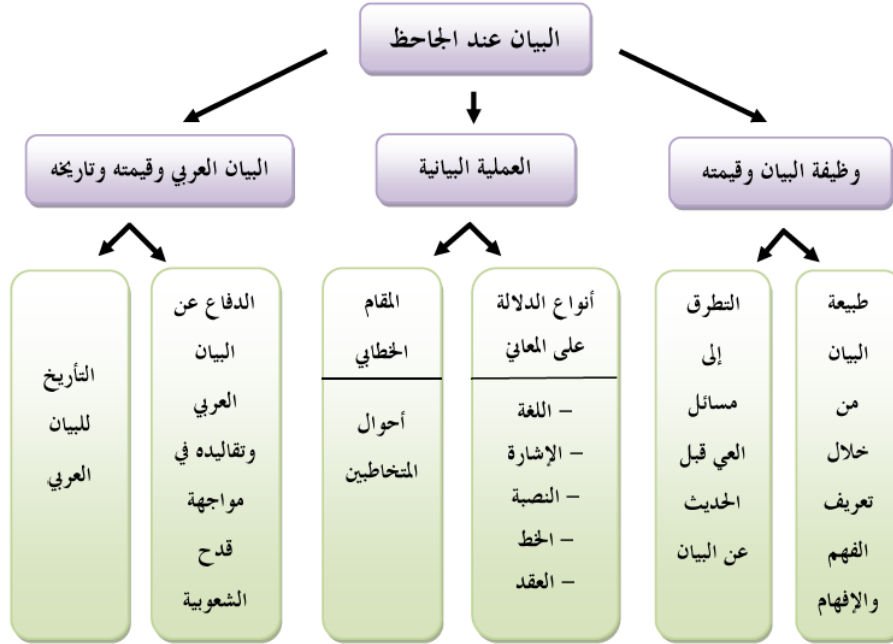 البيان عند الجاحظ
وظيفة البيان وقيمته
العملية البيانية
البيان العربي وقيمته وتاريخه
طبيعة
البيان
من
خلال
تعريف
الفهم
والإفهام
التطرق
إلى
مسائل
العي قبل
الحديث
عن البيان
أنواع الدلالة
على المعاني
– اللغة
– الإشارة
– النصبة
– الخط
– العقد
المقام
الخطابي
أحوال
المتخاطبين
الدفاع عن
البيان
العربي
وتقاليده في
مواجهة
قدح
الشعوبية
التأريخ
للبيان
العربي